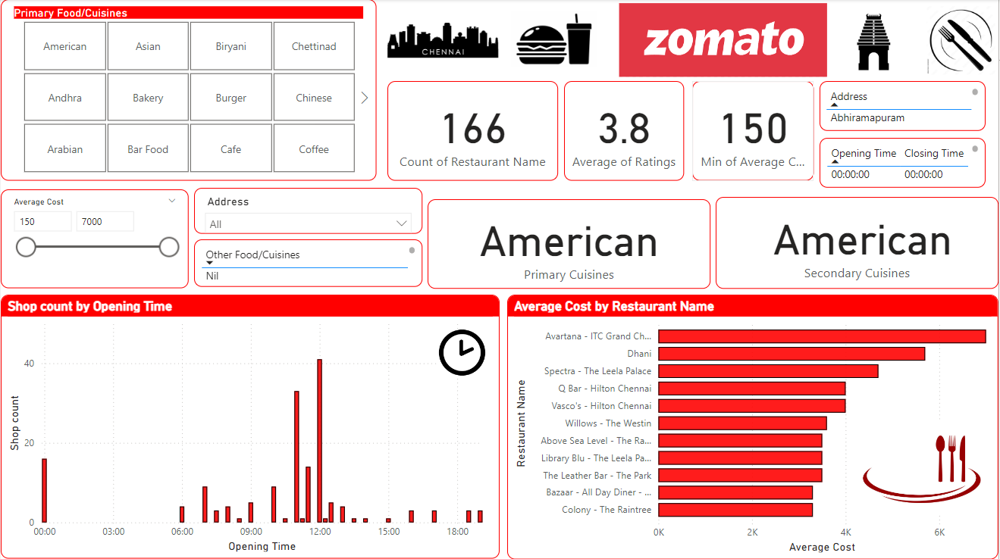 Primary Food/Cuisines
American
Asian
Biryani
Chettinad
Andhra
Bakery
Burger
Chinese
Arabian
Bar Food
Cafe
Coffee
CHENNAI
zomato
166
Count of Restaurant Name
3.8
Average of Ratings
150
Min of Average C...
Address
Abhiramapuram
Opening Time Closing Time
00:00:00 00:00:00
Average Cost
150 7000
Address
All
Other Food/Cuisines
Nil
American
Primary Cuisines
American
Secondary Cuisines
Shop count by Opening Time
Shop count
40
20
0
00:00 03:00 06:00 09:00 12:00 15:00 18:00
Opening Time
Average Cost by Restaurant Name
Restaurant Name
Avartana - ITC Grand Ch...
Dhani
Spectra - The Leela Palace
Q Bar - Hilton Chennai
Vasco's - Hilton Chennai
Willows - The Westin
Above Sea Level - The Ra...
Library Blu - The Leela Pa...
The Leather Bar - The Park
Bazaar - All Day Diner - ...
Colony - The Raintree
0K 2K 4K 6K
Average Cost